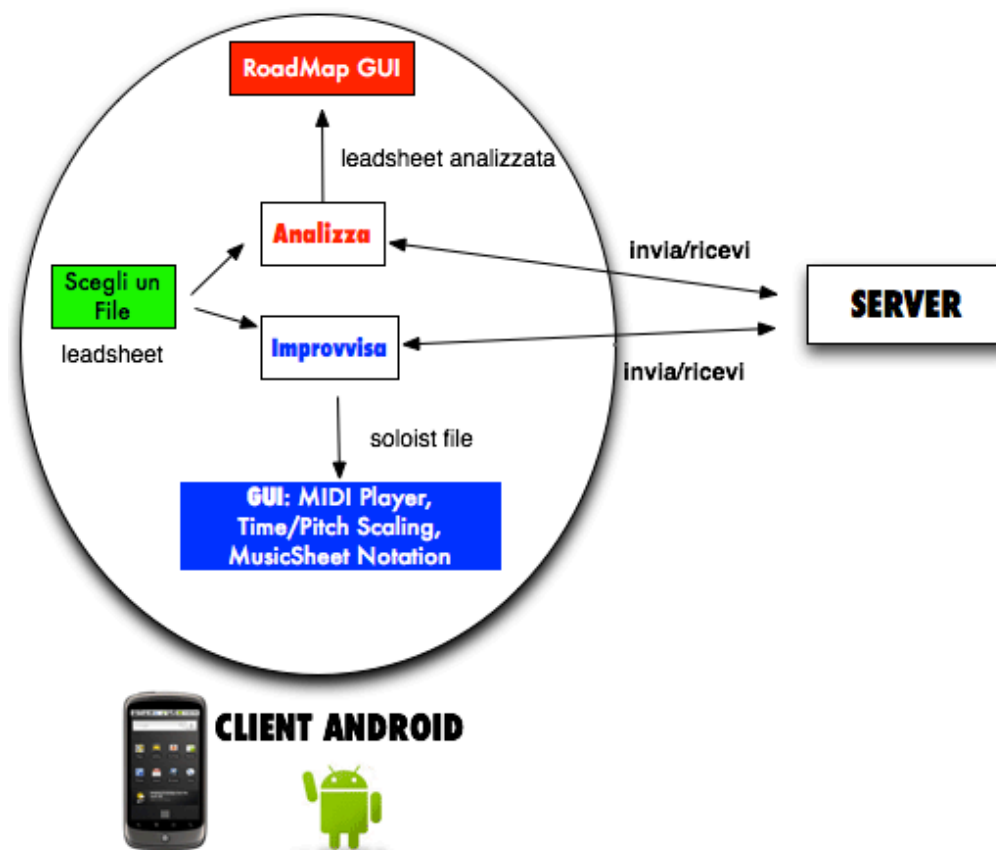 RoadMap GUI
leadsheet analizzata
Analizza
invia/ricevi
Scegli un
File
SERVER
leadsheet
Improvvisa
invia/ricevi
soloist file
GUI: MIDI Player,
Time/Pitch Scaling,
MusicSheet Notation
CLIENT ANDROID